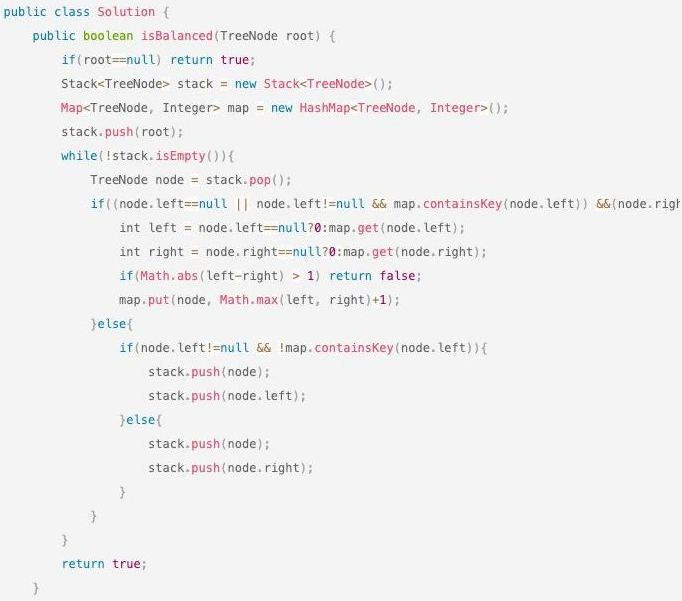 public class Solution {
    public boolean isBalanced(TreeNode root) {
        if(root==null) return true;
        Stack<TreeNode> stack = new Stack<TreeNode>();
        Map<TreeNode, Integer> map = new HashMap<TreeNode, Integer>();
        stack.push(root);
        while(!stack.isEmpty()){
            TreeNode node = stack.pop();
            if((node.left==null || node.left!=null && map.containsKey(node.left)) &&(node.righ
                int left = node.left==null?0:map.get(node.left);
                int right = node.right==null?0:map.get(node.right);
                if(Math.abs(left-right) > 1) return false;
                map.put(node, Math.max(left, right)+1);
            }else{
                if(node.left!=null && !map.containsKey(node.left)){
                    stack.push(node);
                    stack.push(node.left);
                }else{
                    stack.push(node);
                    stack.push(node.right);
                }
            }
        }
        return true;
    }